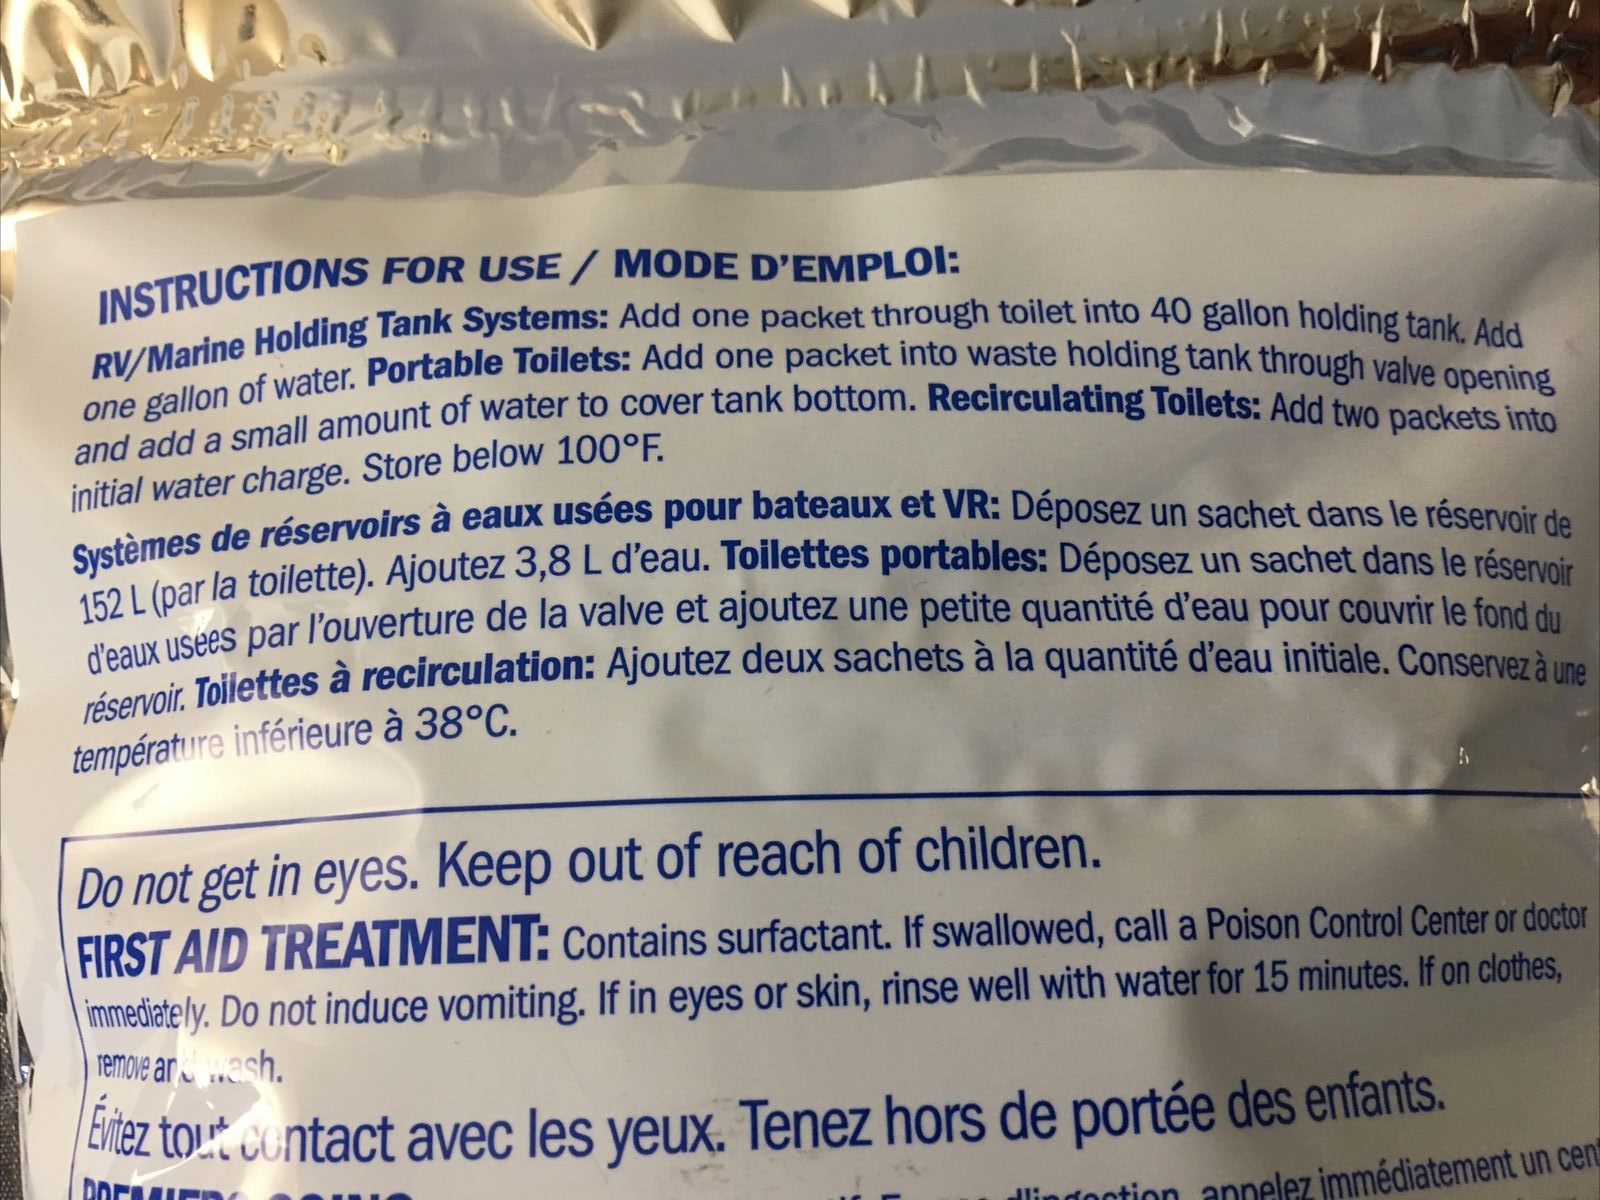 INSTRUCTIONS FOR USE / MODE D'EMPLOI:
RV/Marine Holding Tank Systems: Add one packet through toilet into 40 gallon holding tank. Add
one gallon of water. Portable Toilets: Add one packet into waste holding tank through valve opening
and add a small amount of water to cover tank bottom. Recirculating Toilets: Add two packets into
initial water charge. Store below 100°F.
Systèmes de réservoirs à eaux usées pour bateaux et VR: Déposez un sachet dans le réservoir de
152 L (par la toilette). Ajoutez 3,8 L d'eau. Toilettes portables: Déposez un sachet dans le réservoir
d'eaux usées par l'ouverture de la valve et ajoutez une petite quantité d'eau pour couvrir le fond du
réservoir. Toilettes à recirculation: Ajoutez deux sachets à la quantité d'eau initiale. Conservez à une
température inférieure à 38°C.
Do not get in eyes. Keep out of reach of children.
FIRST AID TREATMENT: Contains surfactant. If swallowed, call a Poison Control Center or doctor
immediately. Do not induce vomiting. If in eyes or skin, rinse well with water for 15 minutes. If on clothes,
remove and wash.
Évitez tout contact avec les yeux. Tenez hors de portée des enfants.
appelez immédiatement un